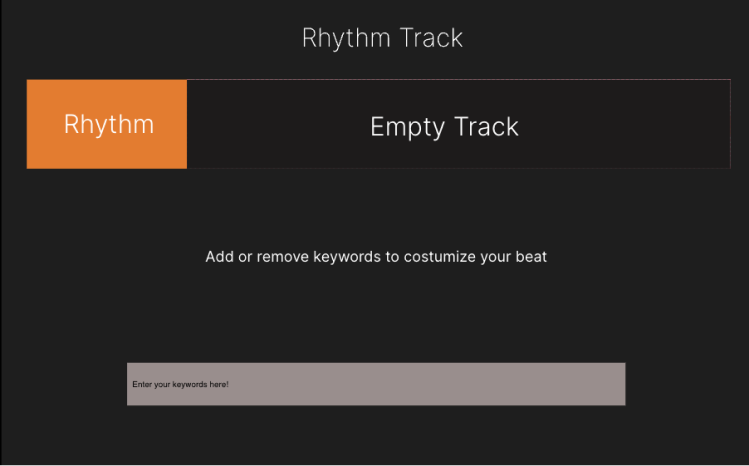 Rhythm Track
Rhythm
Empty Track
Add or remove keywords to costumize your beat
Enter your keywords here!